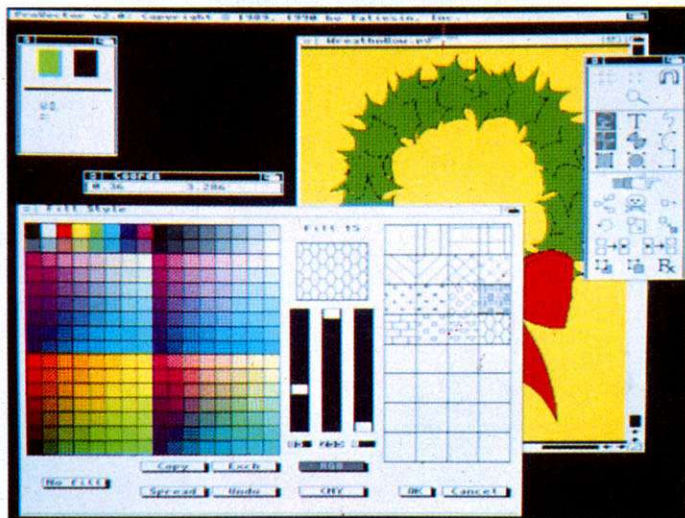 ProVector v2.0: Copyright © 1989, 1990 by Taliesin, Inc.
WreathnBow.pv
Coords
0.36 3.286
Fill Style
Fill 15
T
Rx
Copy Exch RGB
No Fill
Spread Undo CMY OK Cancel